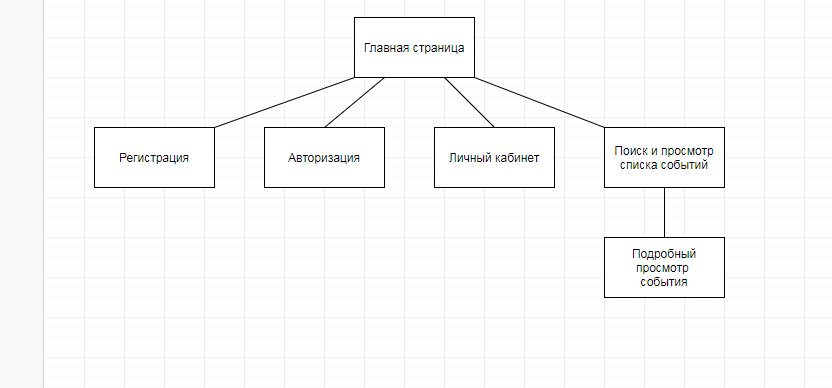 Главная страница
Регистрация
Авторизация
Личный кабинет
Поиск и просмотр
списка событий
Подробный
просмотр
события